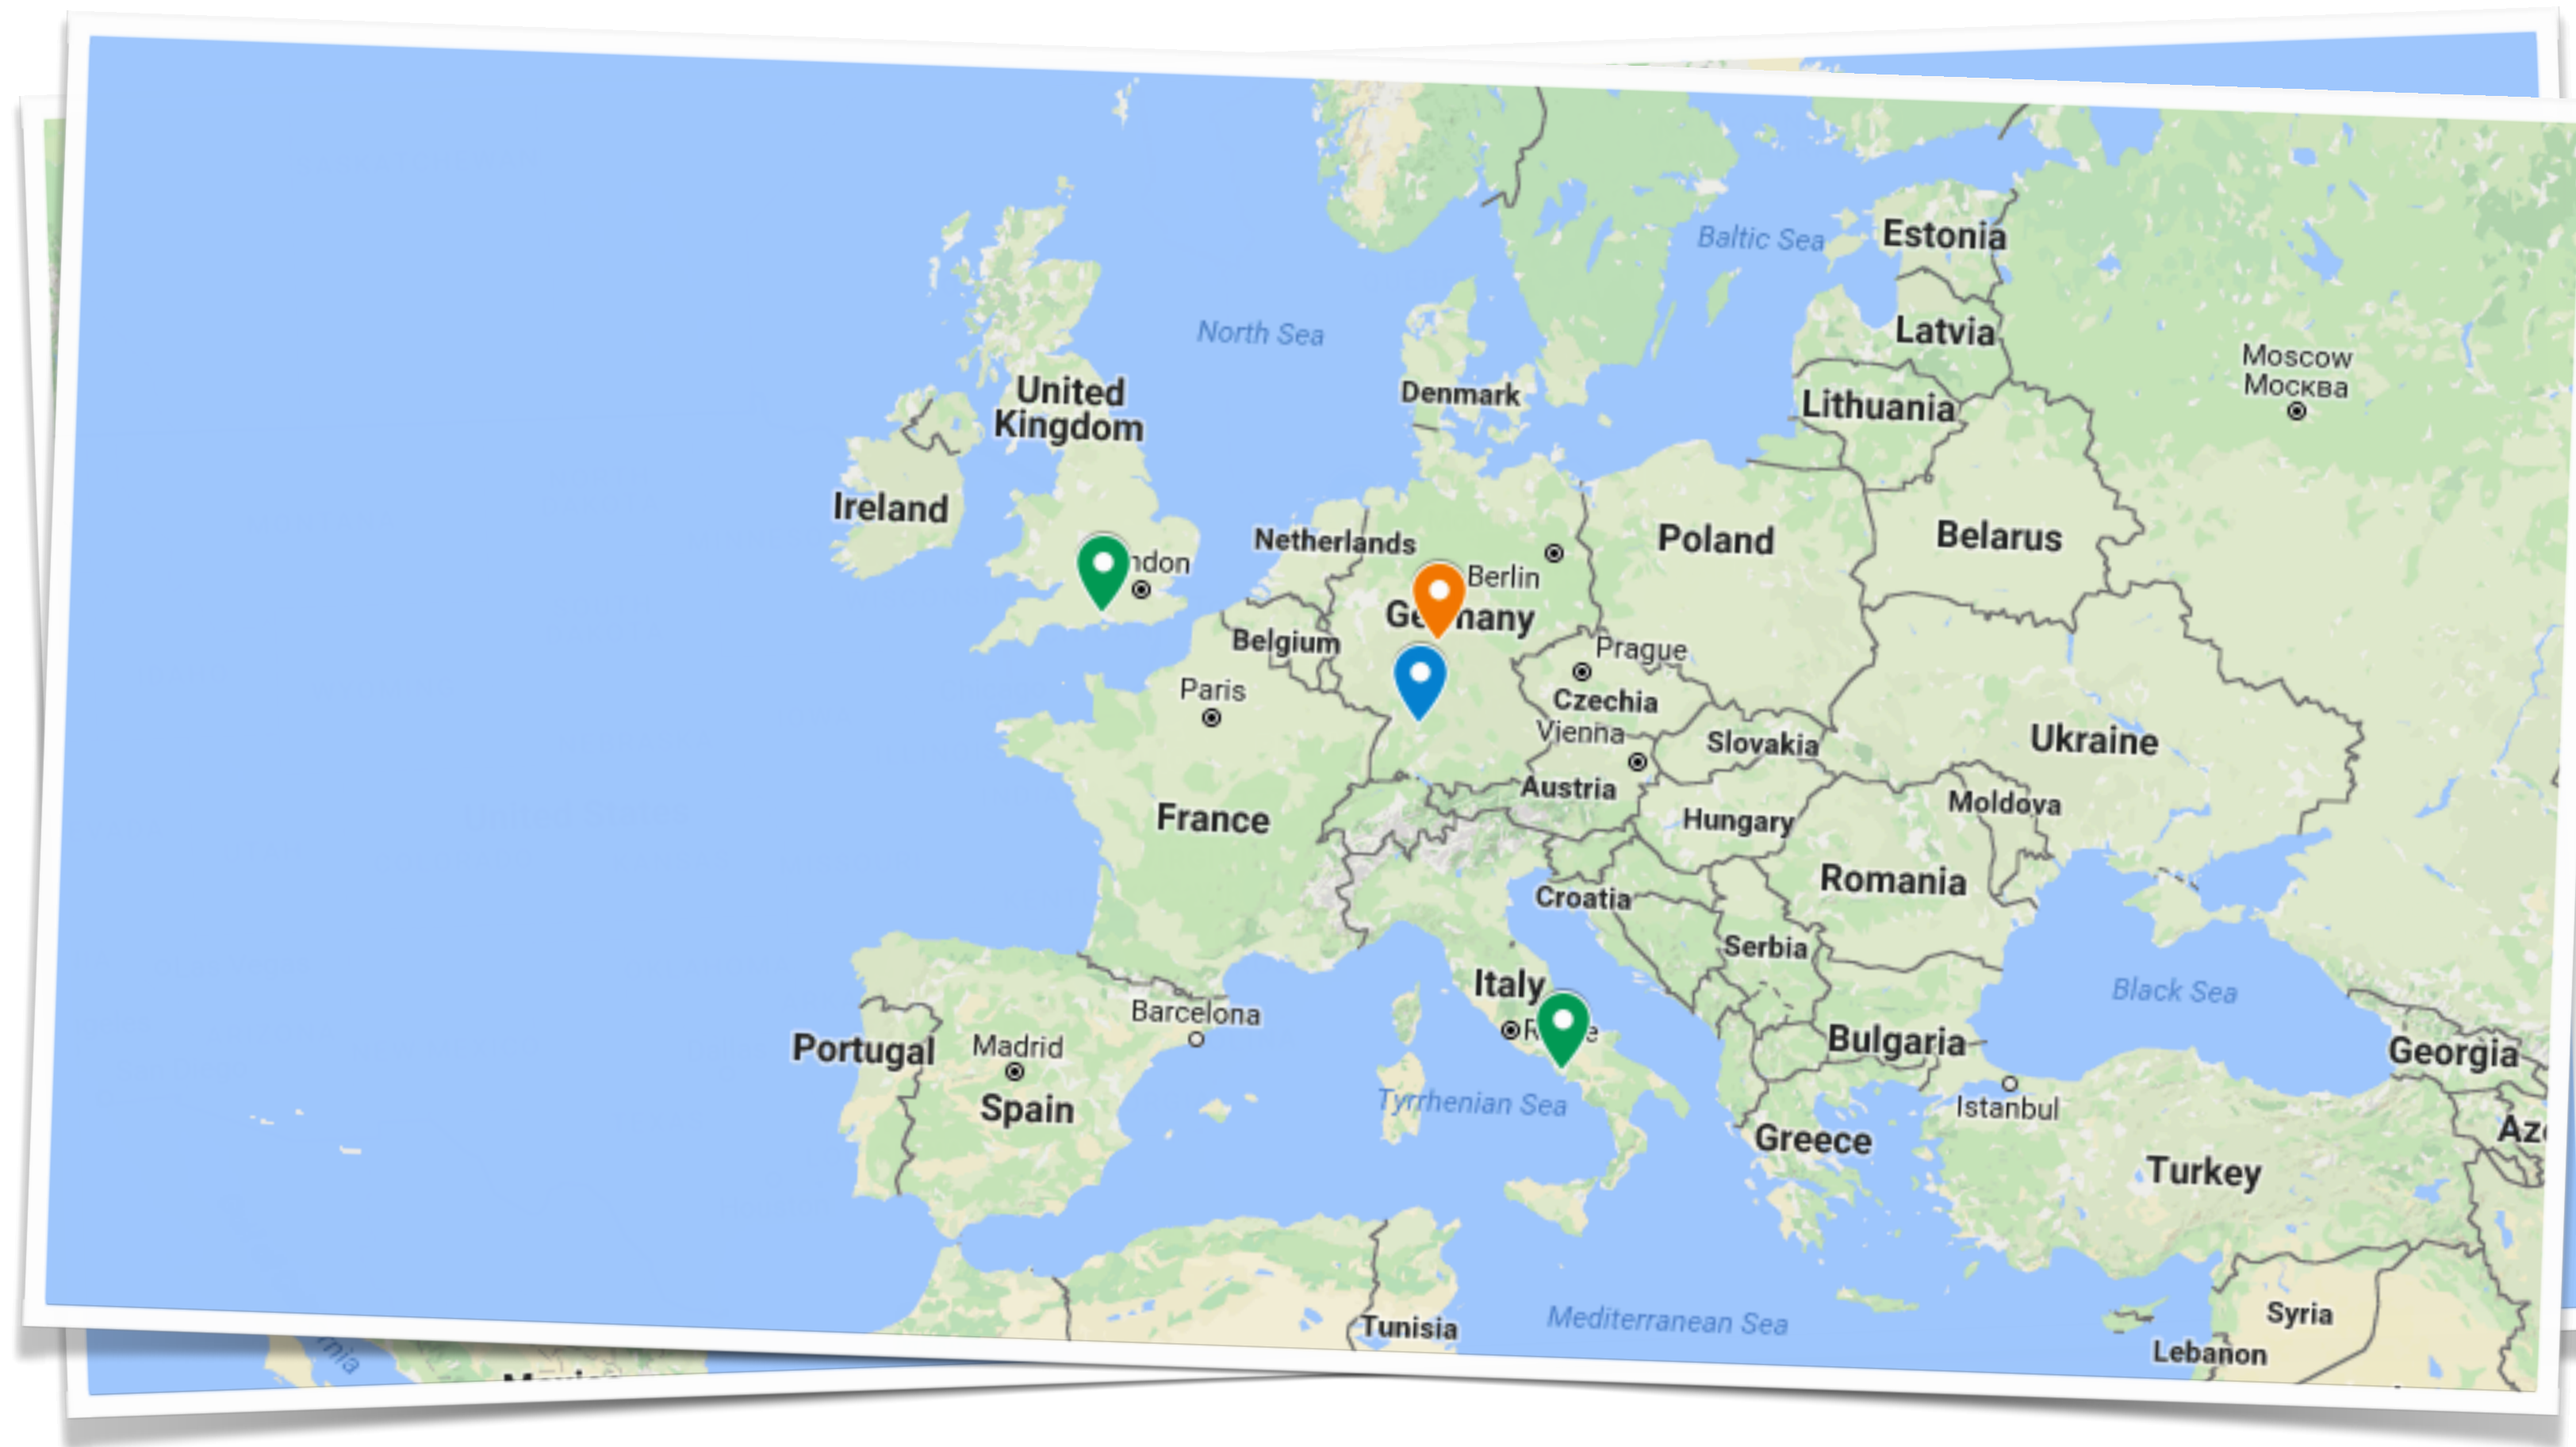 Baltic Sea
Estonia
North Sea
Latvia
Moscow
Москва
United
Kingdom
Denmark
Lithuania
Ireland
Netherlands
Poland
Belarus
ndon
Berlin
Germany
Belgium
Prague
Paris
Czechia
Vienna
Slovakia
Ukraine
Austria
France
Hungary
Moldova
Romania
Croatia
Serbia
Italy
Black Sea
Barcelona
Portugal
Madrid
Bulgaria
Georgia
Tyrrhenian Sea
Spain
Istanbul
Greece
Turkey
Mediterranean Sea
Tunisia
Syria
Lebanon